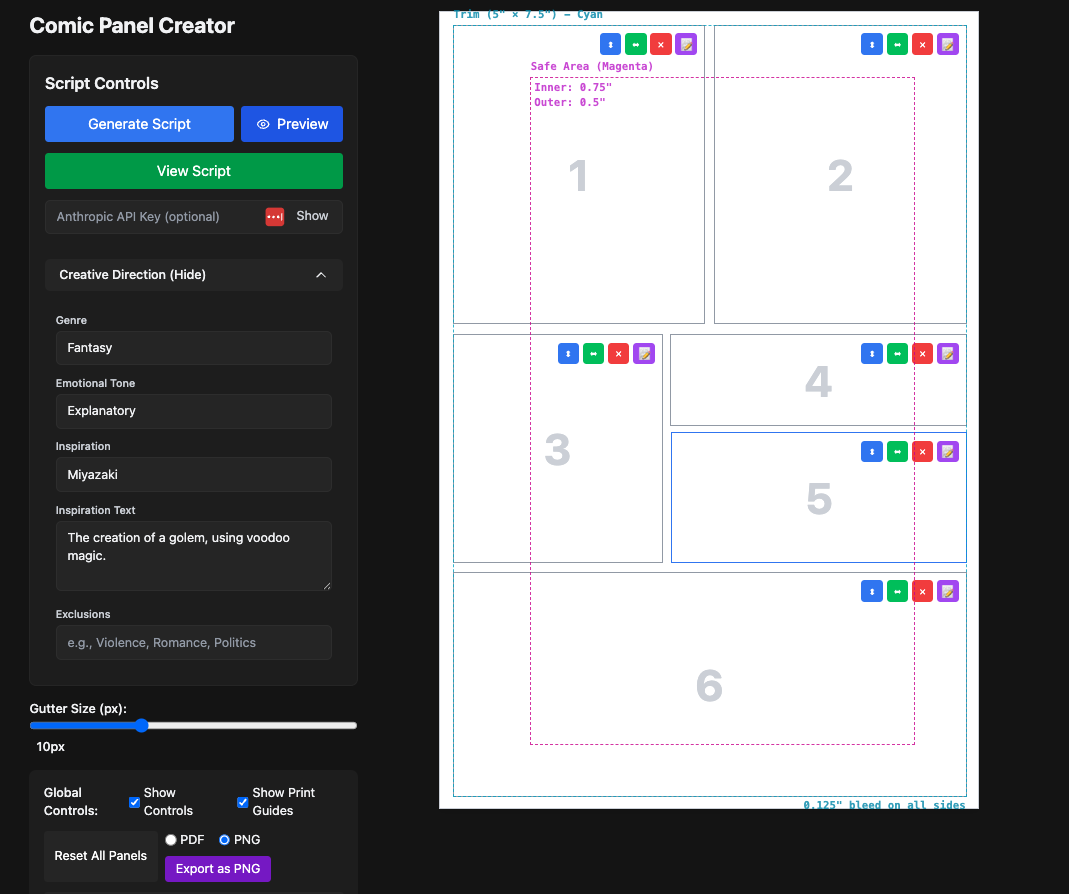 Comic Panel Creator
Script Controls
Generate Script
Preview
View Script
Anthropic API Key (optional)
Show
Creative Direction (Hide)
Genre
Fantasy
Emotional Tone
Explanatory
Inspiration
Miyazaki
Inspiration Text
The creation of a golem, using voodoo
magic.
Exclusions
e.g., Violence, Romance, Politics
Gutter Size (px):
10px
Global
Controls:
Show
Controls
Show Print
Guides
Reset All Panels
PDF
PNG
Export as PNG
Trim (5" × 7.5") — Cyan
Safe Area (Magenta)
Inner: 0.75"
Outer: 0.5"
1
2
3
4
5
6
0.125" bleed on all sides